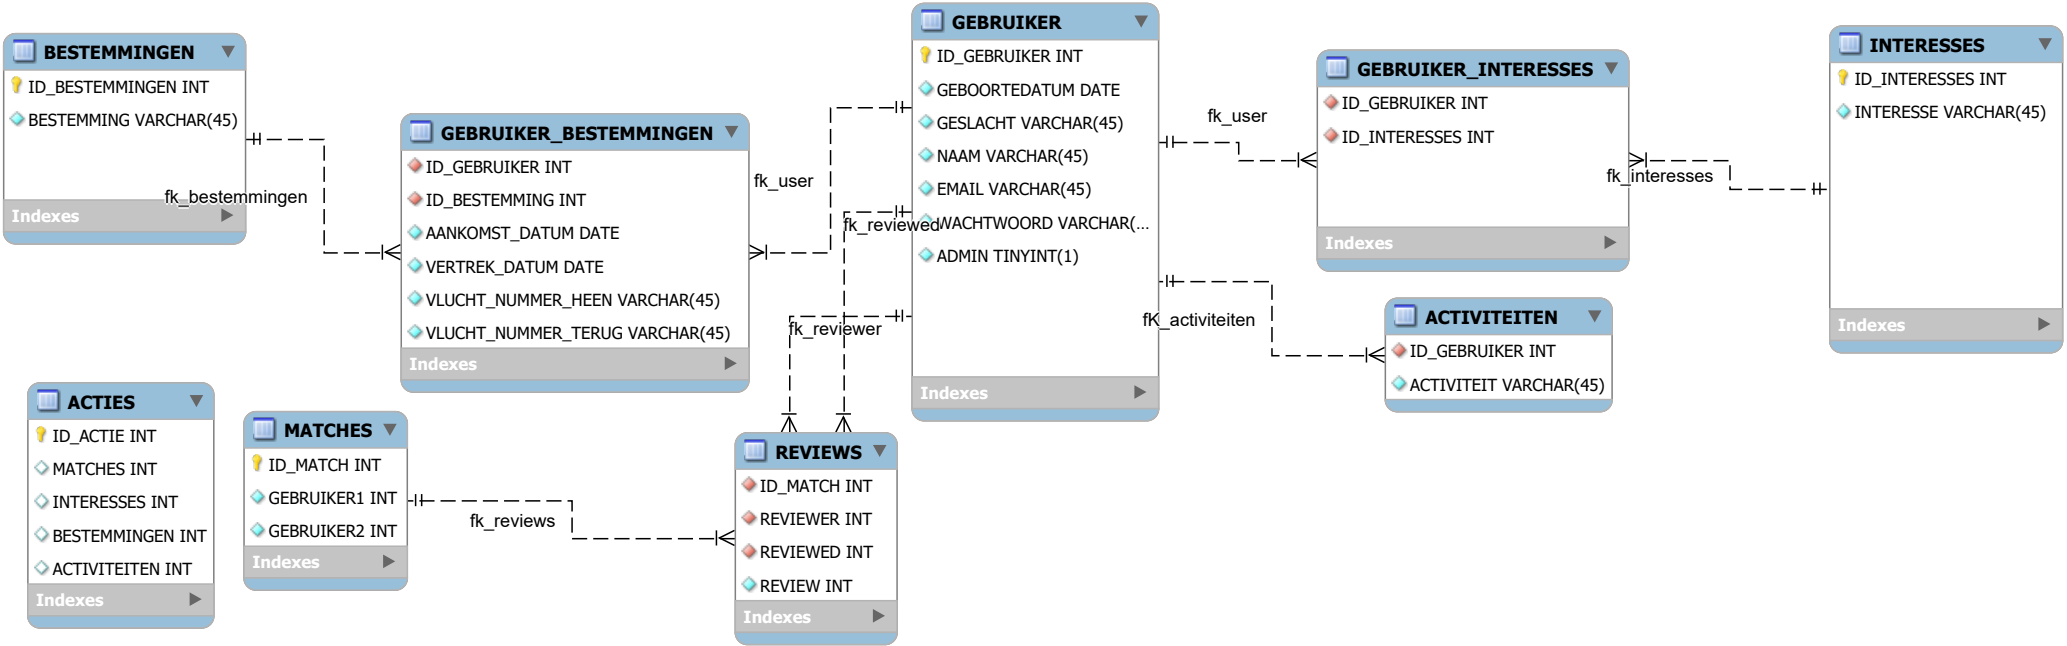 BESTEMMINGEN
ID_BESTEMMINGEN INT
BESTEMMING VARCHAR(45)
Indexes
fk_bestemmingen
GEBRUIKER_BESTEMMINGEN
ID_GEBRUIKER INT
ID_BESTEMMING INT
AANKOMST_DATUM DATE
VERTREK_DATUM DATE
VLUCHT_NUMMER_HEEN VARCHAR(45)
VLUCHT_NUMMER_TERUG VARCHAR(45)
Indexes
fk_user
GEBRUIKER
ID_GEBRUIKER INT
GEBOORTEDATUM DATE
GESLACHT VARCHAR(45)
NAAM VARCHAR(45)
EMAIL VARCHAR(45)
WACHTWOORD VARCHAR(...
ADMIN TINYINT(1)
Indexes
fk_reviewed
fk_reviewer
fk_user
GEBRUIKER_INTERESSES
ID_GEBRUIKER INT
ID_INTERESSES INT
Indexes
fk_interesses
INTERESSES
ID_INTERESSES INT
INTERESSE VARCHAR(45)
Indexes
fK_activiteiten
ACTIVITEITEN
ID_GEBRUIKER INT
ACTIVITEIT VARCHAR(45)
ACTIES
ID_ACTIE INT
MATCHES INT
INTERESSES INT
BESTEMMINGEN INT
ACTIVITEITEN INT
Indexes
MATCHES
ID_MATCH INT
GEBRUIKER1 INT
GEBRUIKER2 INT
Indexes
fk_reviews
REVIEWS
ID_MATCH INT
REVIEWER INT
REVIEWED INT
REVIEW INT
Indexes